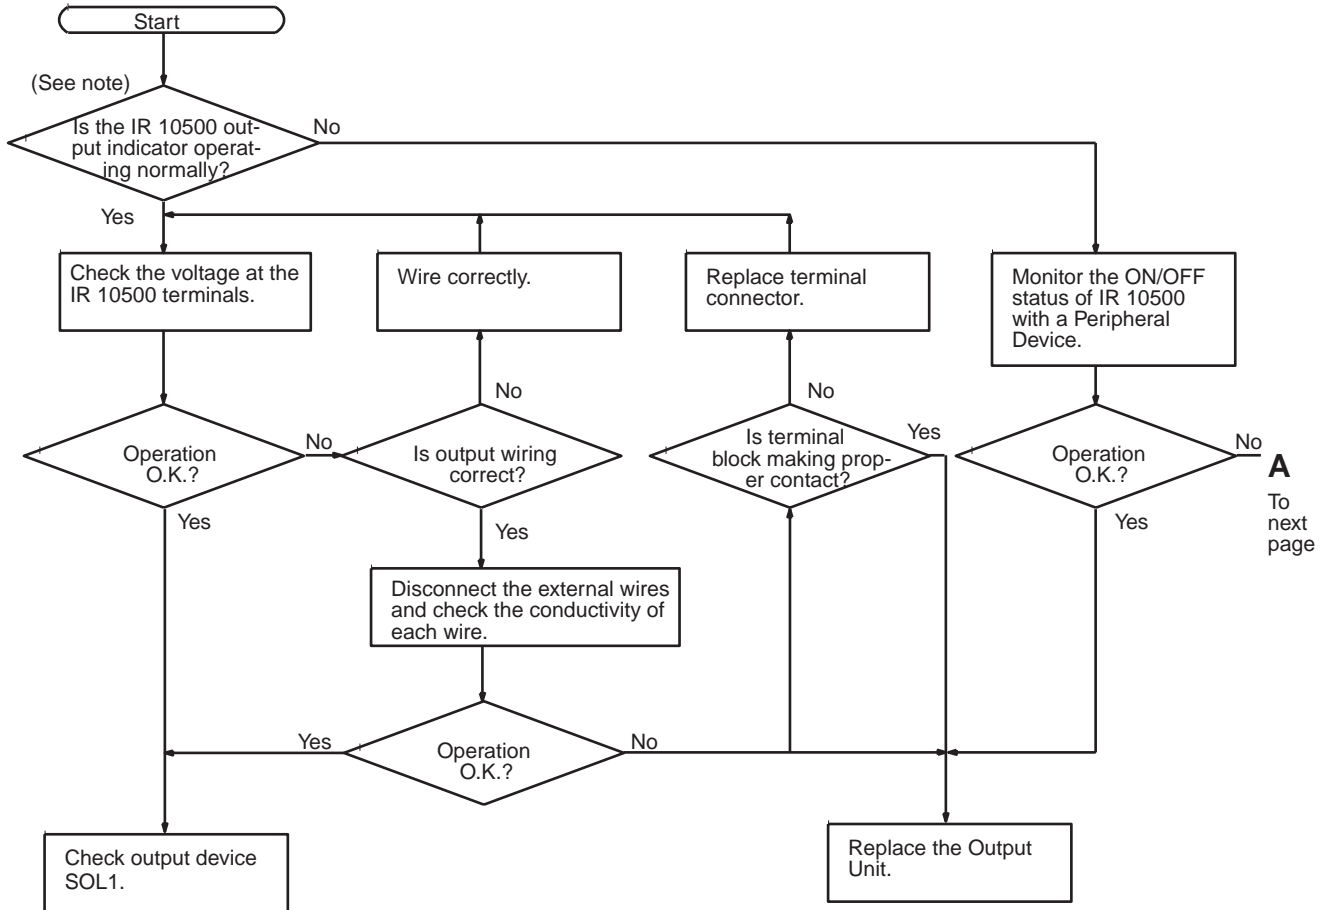 Start
(See note)
Is the IR 10500 out-
put indicator operat-
ing normally?
No
Yes
Check the voltage at the
IR 10500 terminals.
Wire correctly.
Replace terminal
connector.
Monitor the ON/OFF
status of IR 10500
with a Peripheral
Device.
No
No
Operation
O.K.?
No
Is output wiring
correct?
Is terminal
block making prop-
er contact?
Yes
Operation
O.K.?
No
A
To
next
page
Yes
Yes
Yes
Disconnect the external wires
and check the conductivity of
each wire.
Yes
Operation
O.K.?
No
Check output device
SOL1.
Replace the Output
Unit.